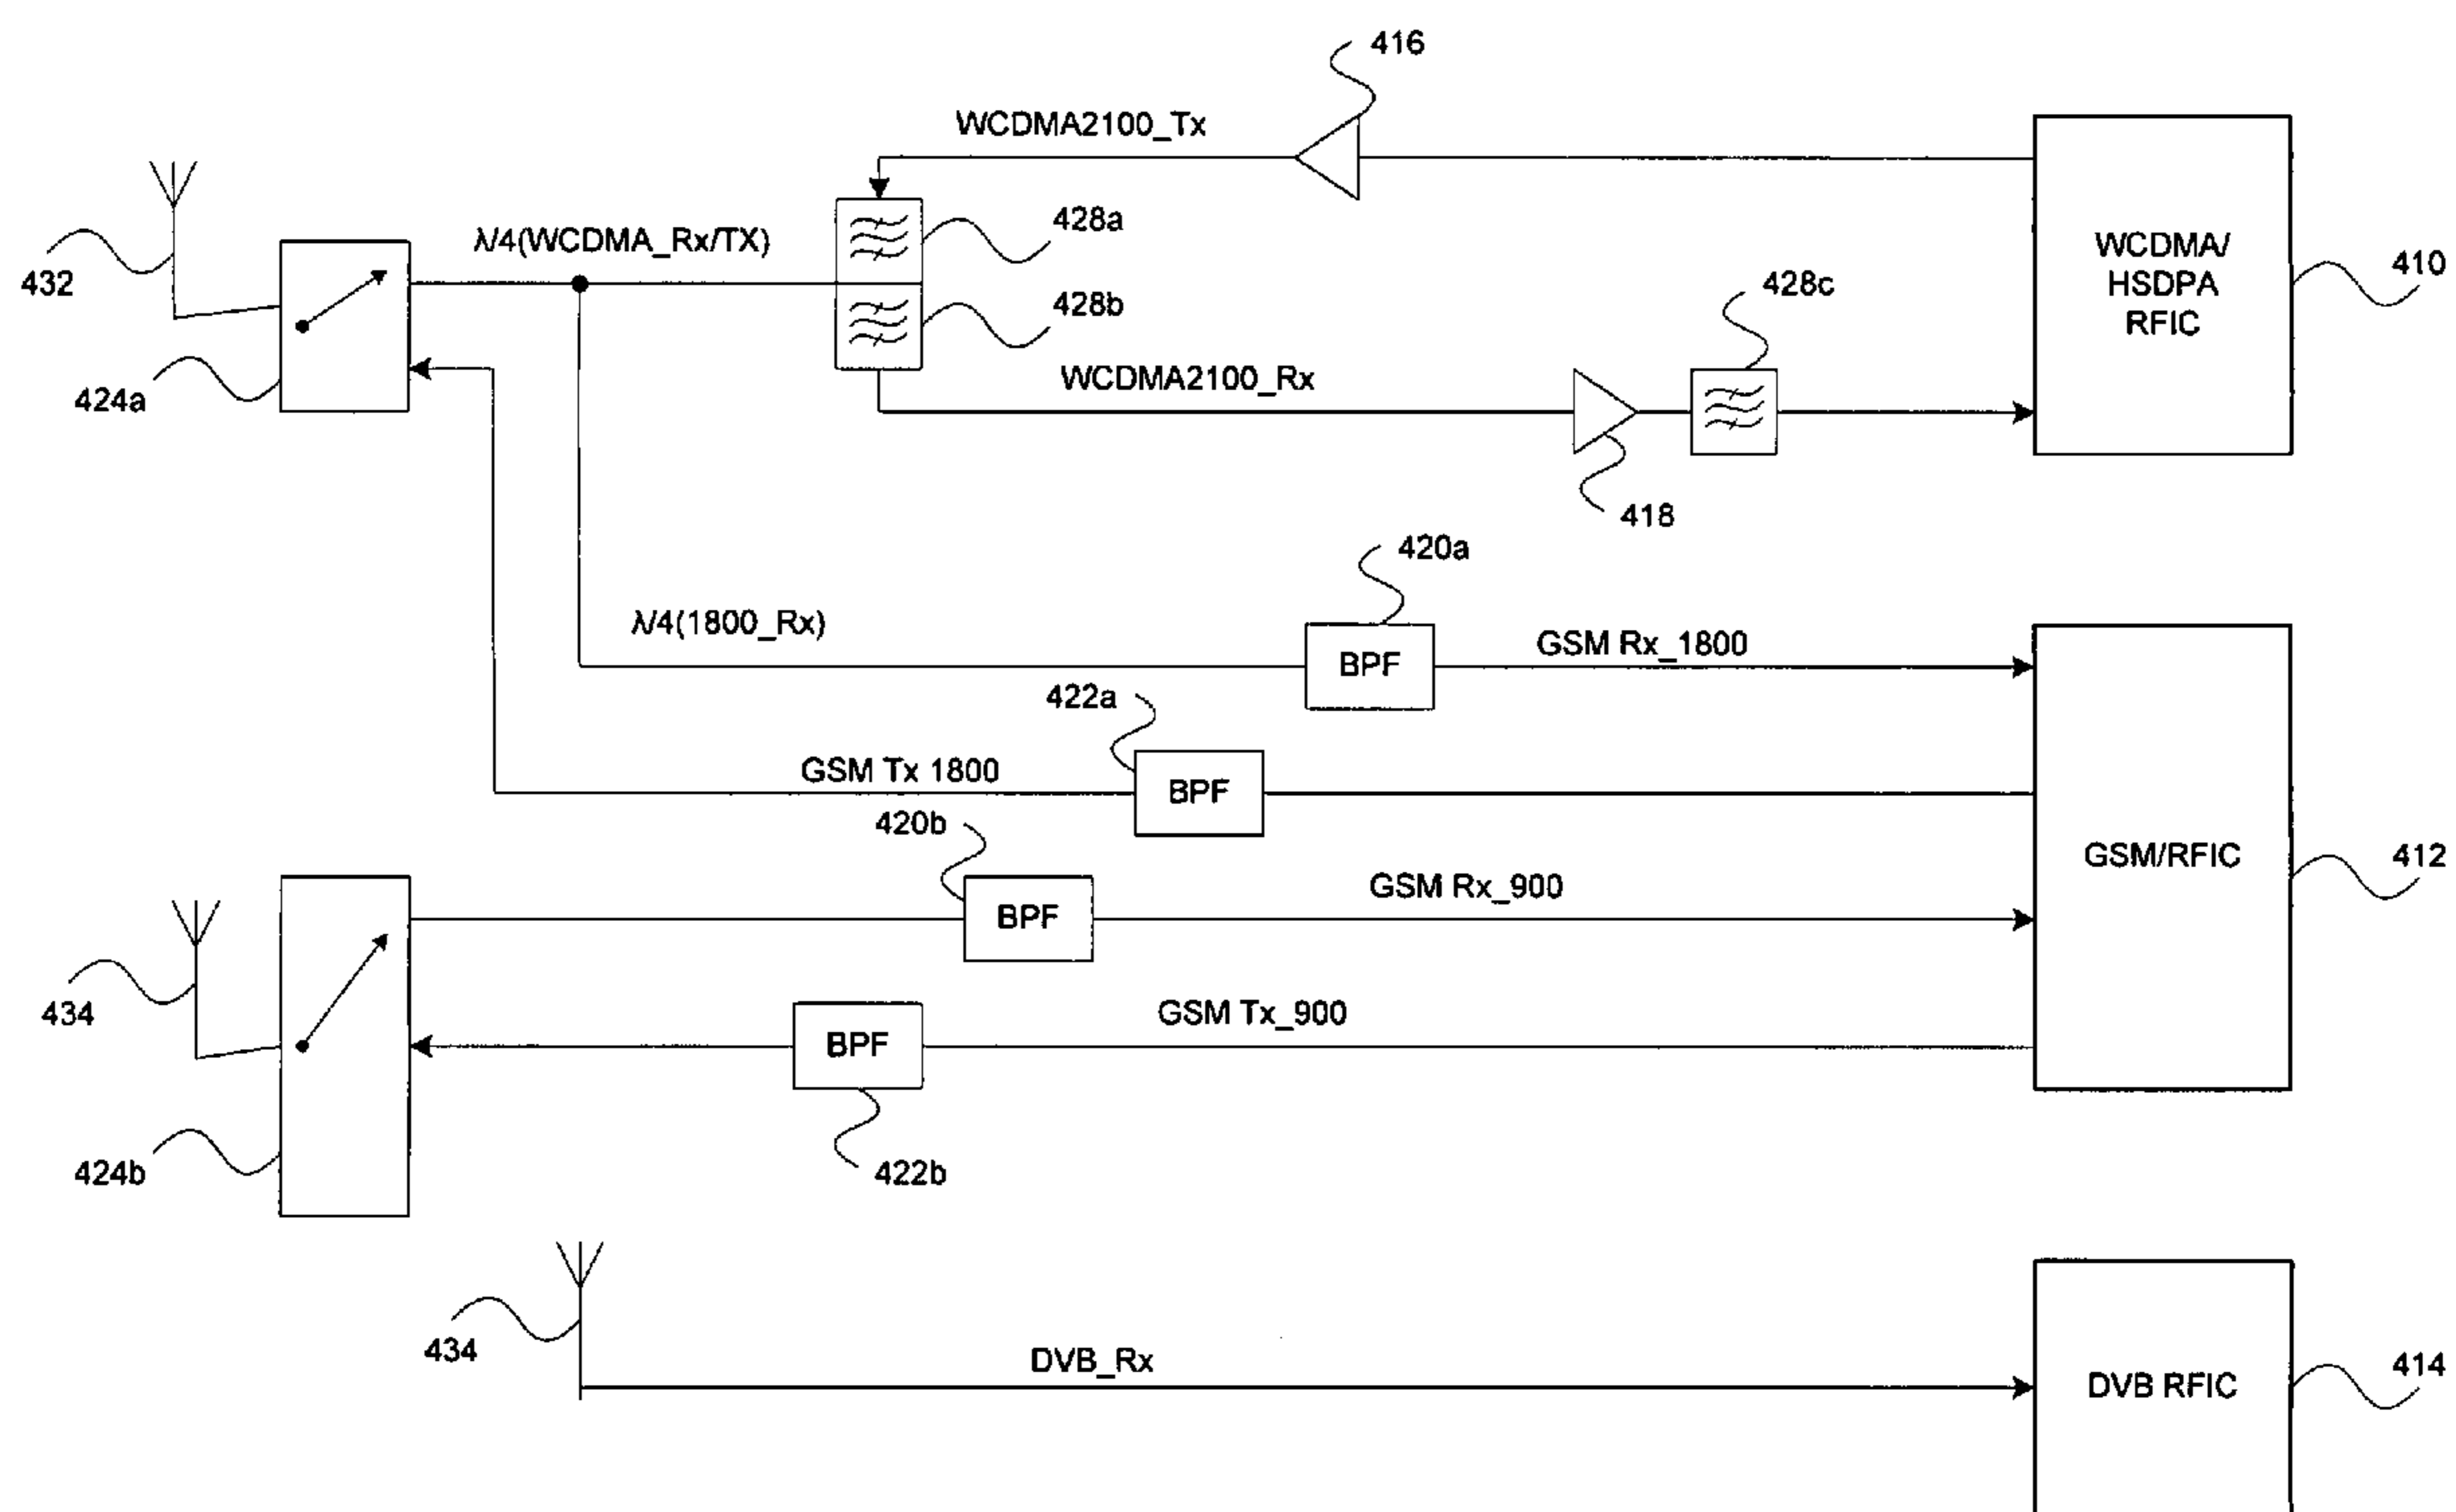 416
WCDMA2100_Tx
428a
λ/4(WCDMA_Rx/TX)
WCDMA/
HSDPA
RFIC
410
432
428b
428c
424a
WCDMA2100_Rx
418
420a
λ/4(1800_Rx)
BPF
GSM Rx_1800
422a
GSM Tx 1800
BPF
420b
GSM/RFIC
412
BPF
GSM Rx_900
434
GSM Tx_900
BPF
424b
422b
434
DVB_Rx
DVB RFIC
414